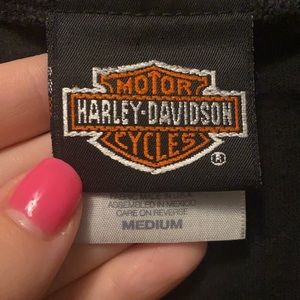 MOTOR
HARLEY-DAVIDSON
CYCLES
®
ASSEMBLED IN MEXICO
CARE ON REVERSE
MEDIUM